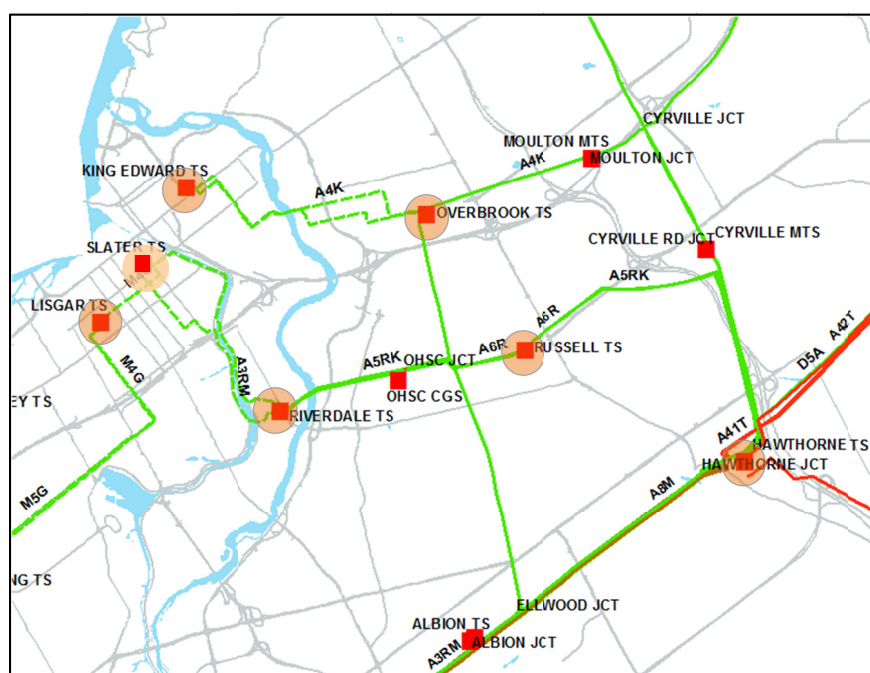 CYRVILLE JCT
MOULTON MTS
A4K
MOULTON JCT
KING EDWARD TS
A4K
OVERBROOK TS
CYRVILLE RD JCT
CYRVILLE MTS
SLATER TS
A5RK
LISGAR TS
A6R
A42T
D5A
A6R
RUSSELL TS
A5RK
OHSC JCT
M4G
A3RM
OHSC CGS
EY TS
RIVERDALE TS
A41T
HAWTHORNE TS
HAWTHORNE JCT
M5G
A8M
NG TS
ELLWOOD JCT
ALBION TS
A3RM
ALBION JCT